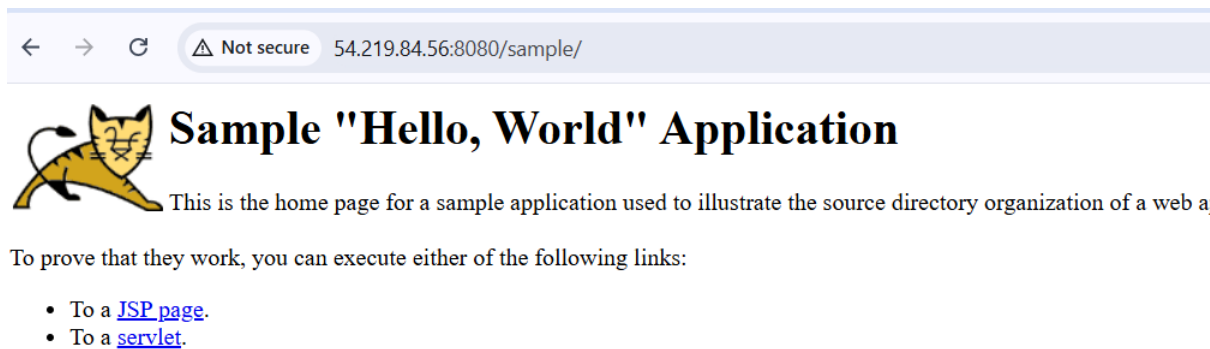 Not secure 54.219.84.56:8080/sample/
Sample "Hello, World" Application
This is the home page for a sample application used to illustrate the source directory organization of a web
To prove that they work, you can execute either of the following links:
• To a JSP page.
• To a servlet.